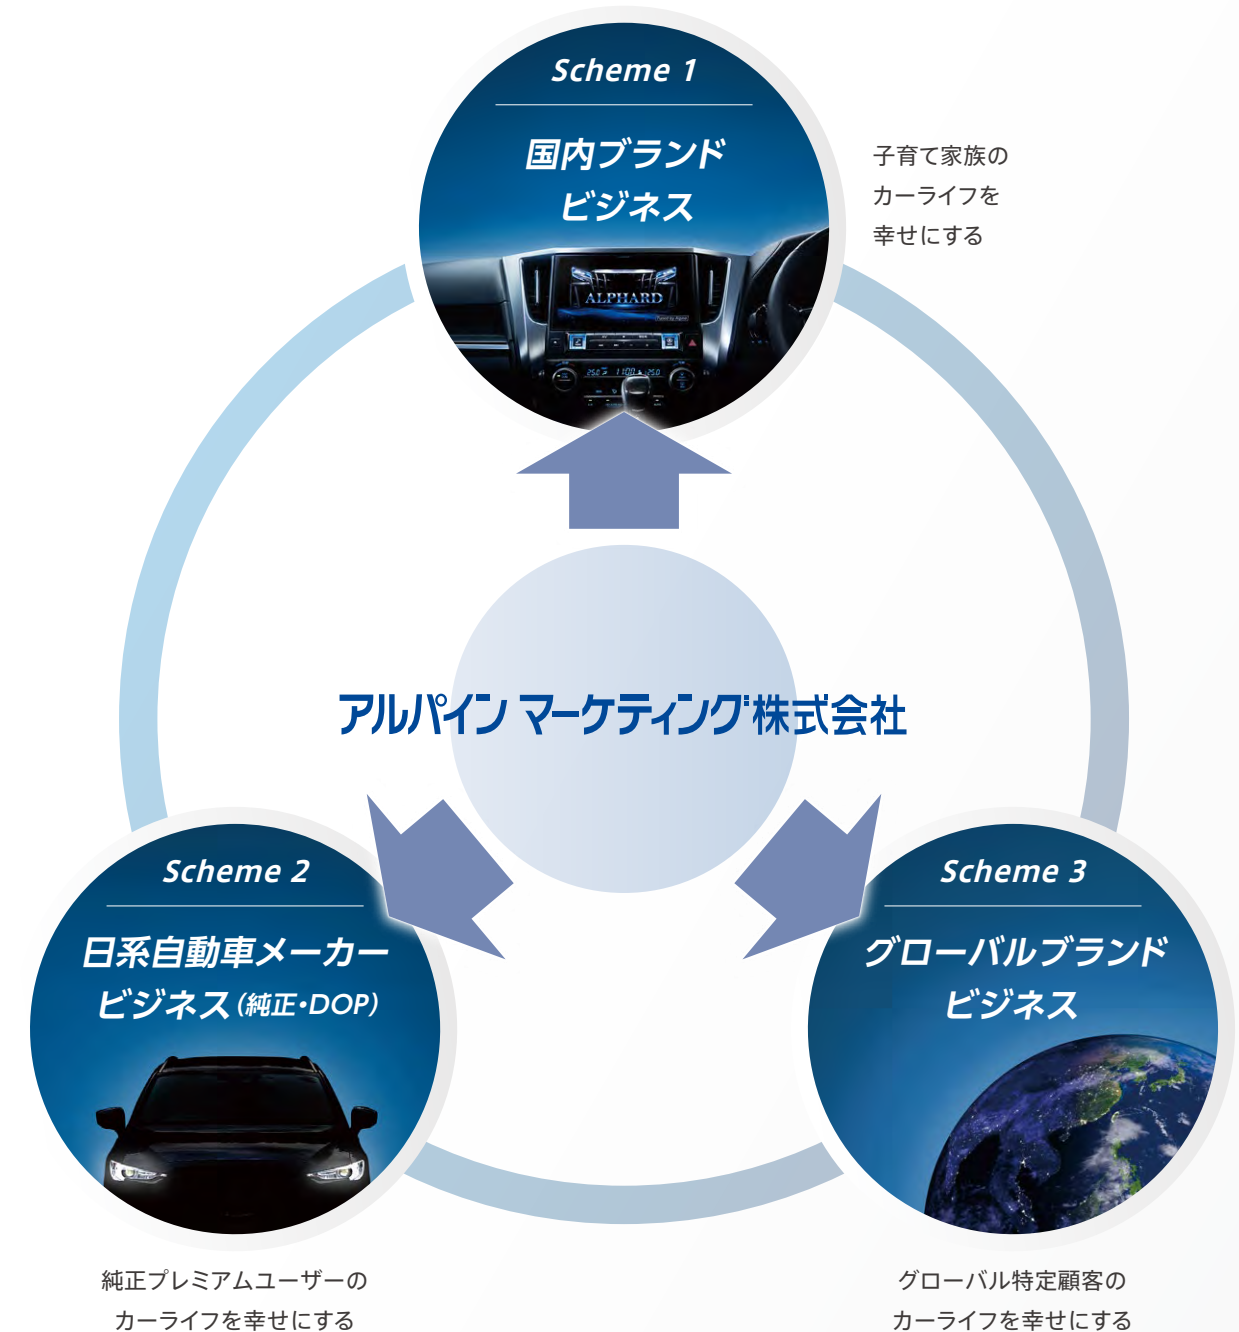 Scheme 1
国内ブランド
ビジネス
子育て家族の
カーライフを
幸せにする
ALPHARD
アルパイン マーケティング株式会社
Scheme 2
日系自動車メーカー
ビジネス(純正・DOP)
純正プレミアムユーザーの
カーライフを幸せにする
Scheme 3
グローバルブランド
ビジネス
グローバル特定顧客の
カーライフを幸せにする